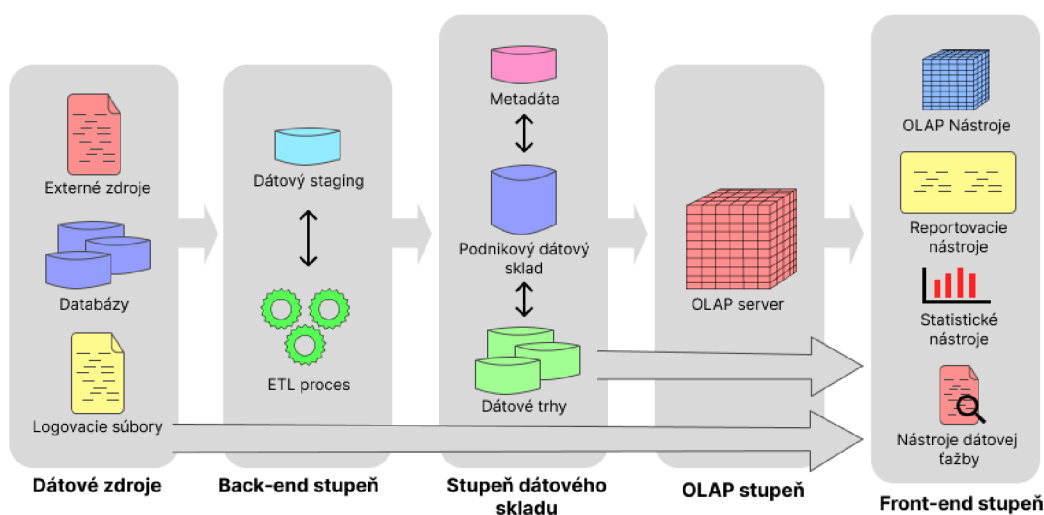 Externé zdroje
Databázy
Logovacie súbory
Dátové zdroje
Dátový staging
ETL proces
Back-end stupeň
Metadáta
Podnikový dátový
sklad
Dátové trhy
Stupeň dátového
skladu
OLAP server
OLAP stupeň
OLAP Nástroje
Reportovacie
nástroje
Statistické
nástroje
Nástroje dátovej
ťažby
Front-end stupeň